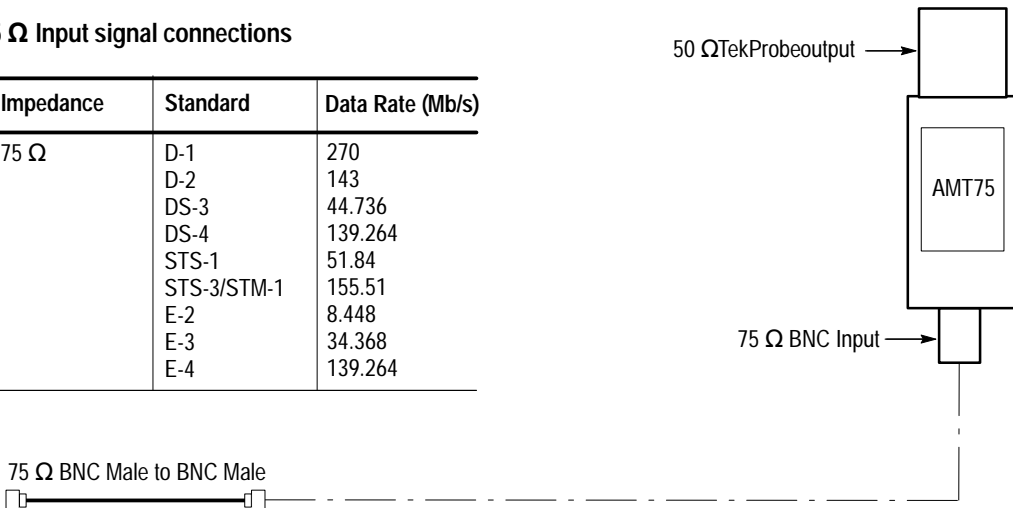 Ω Input signal connections
50 ΩTekProbeoutput
Impedance Standard Data Rate (Mb/s)
75 Ω D-1 270
D-2 143
DS-3 44.736
DS-4 139.264
STS-1 51.84
STS-3/STM-1 155.51
E-2 8.448
E-3 34.368
E-4 139.264
AMT75
75 Ω BNC Input
75 Ω BNC Male to BNC Male